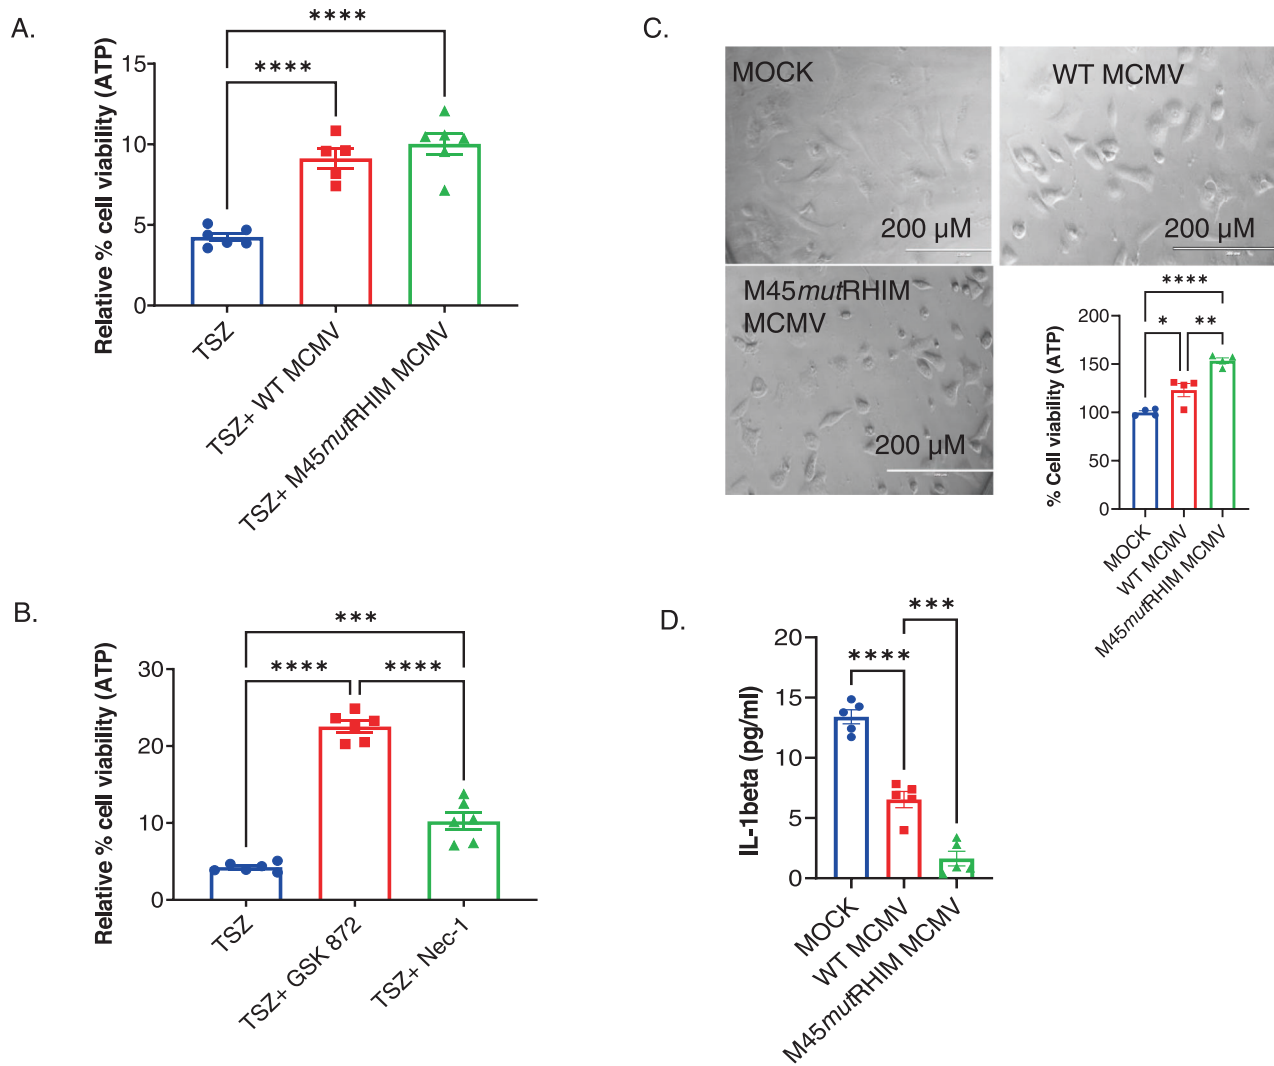 A.
****
****
Relative % cell viability (ATP)
15
10
5
0
TSZ
TSZ+ WT MCMV
TSZ+ M45mutRHIM MCMV
C.
MOCK
200 µM
WT MCMV
200 µM
M45mutRHIM
MCMV
200 µM
****
*
**
% Cell viability (ATP)
200
150
100
50
0
MOCK
WT MCMV
M45mutRHIM MCMV
B.
***
****
****
Relative % cell viability (ATP)
30
20
10
0
TSZ
TSZ+ GSK 872
TSZ+ Nec-1
D.
***
****
IL-1beta (pg/ml)
20
15
10
5
0
MOCK
WT MCMV
M45mutRHIM MCMV